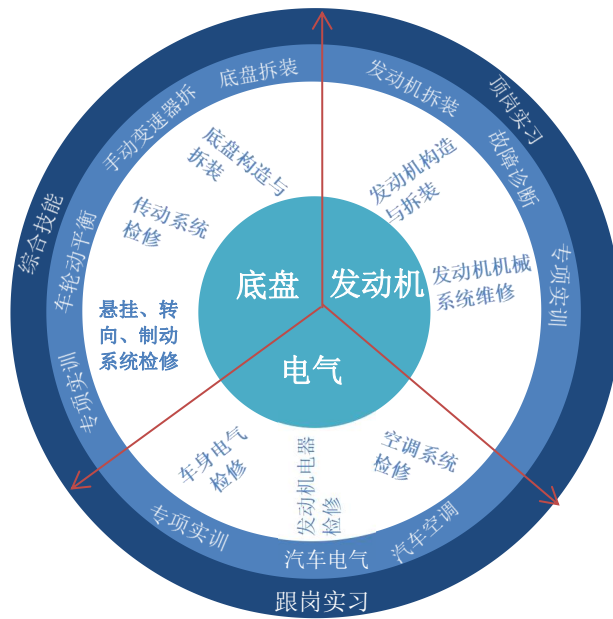 顶岗实习
综合技能
跟岗实习
底盘拆装
手动变速器拆
车轮动平衡
专项实训
发动机拆装
故障诊断
专项实训
专项实训
汽车电气
汽车空调
底盘构造与
拆装
传动系统
检修
悬挂、转
向、制动
系统检修
发动机构造
与拆装
发动机机械
系统维修
车身电气
检修
发动机电器
检修
空调系统
检修
底盘
发动机
电气